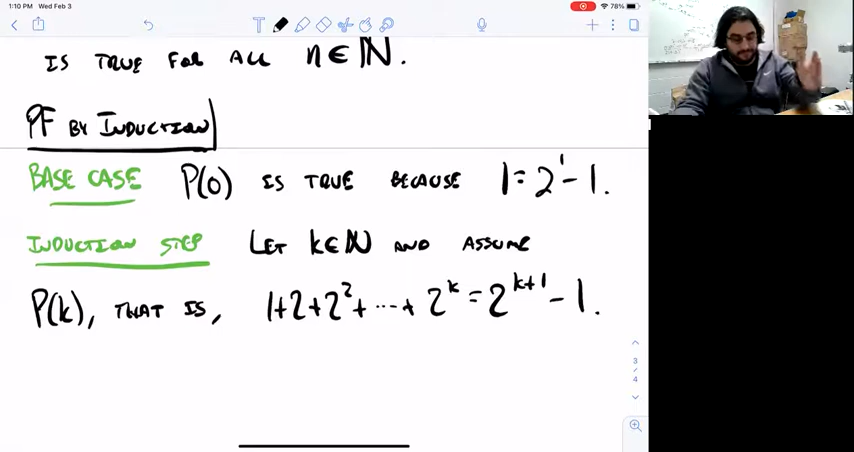 1:10 PM Wed Feb 3
78%
IS TRUE FOR ALL n∈ℕ.
PF BY INDUCTION
BASE CASE P(0) IS TRUE BECAUSE 1=2¹-1.
INDUCTION STEP LET k∈ℕ AND ASSUME
P(k), THAT IS, 1+2+2²+⋯+2ᵏ=2ᵏ⁺¹-1.
3
/
4